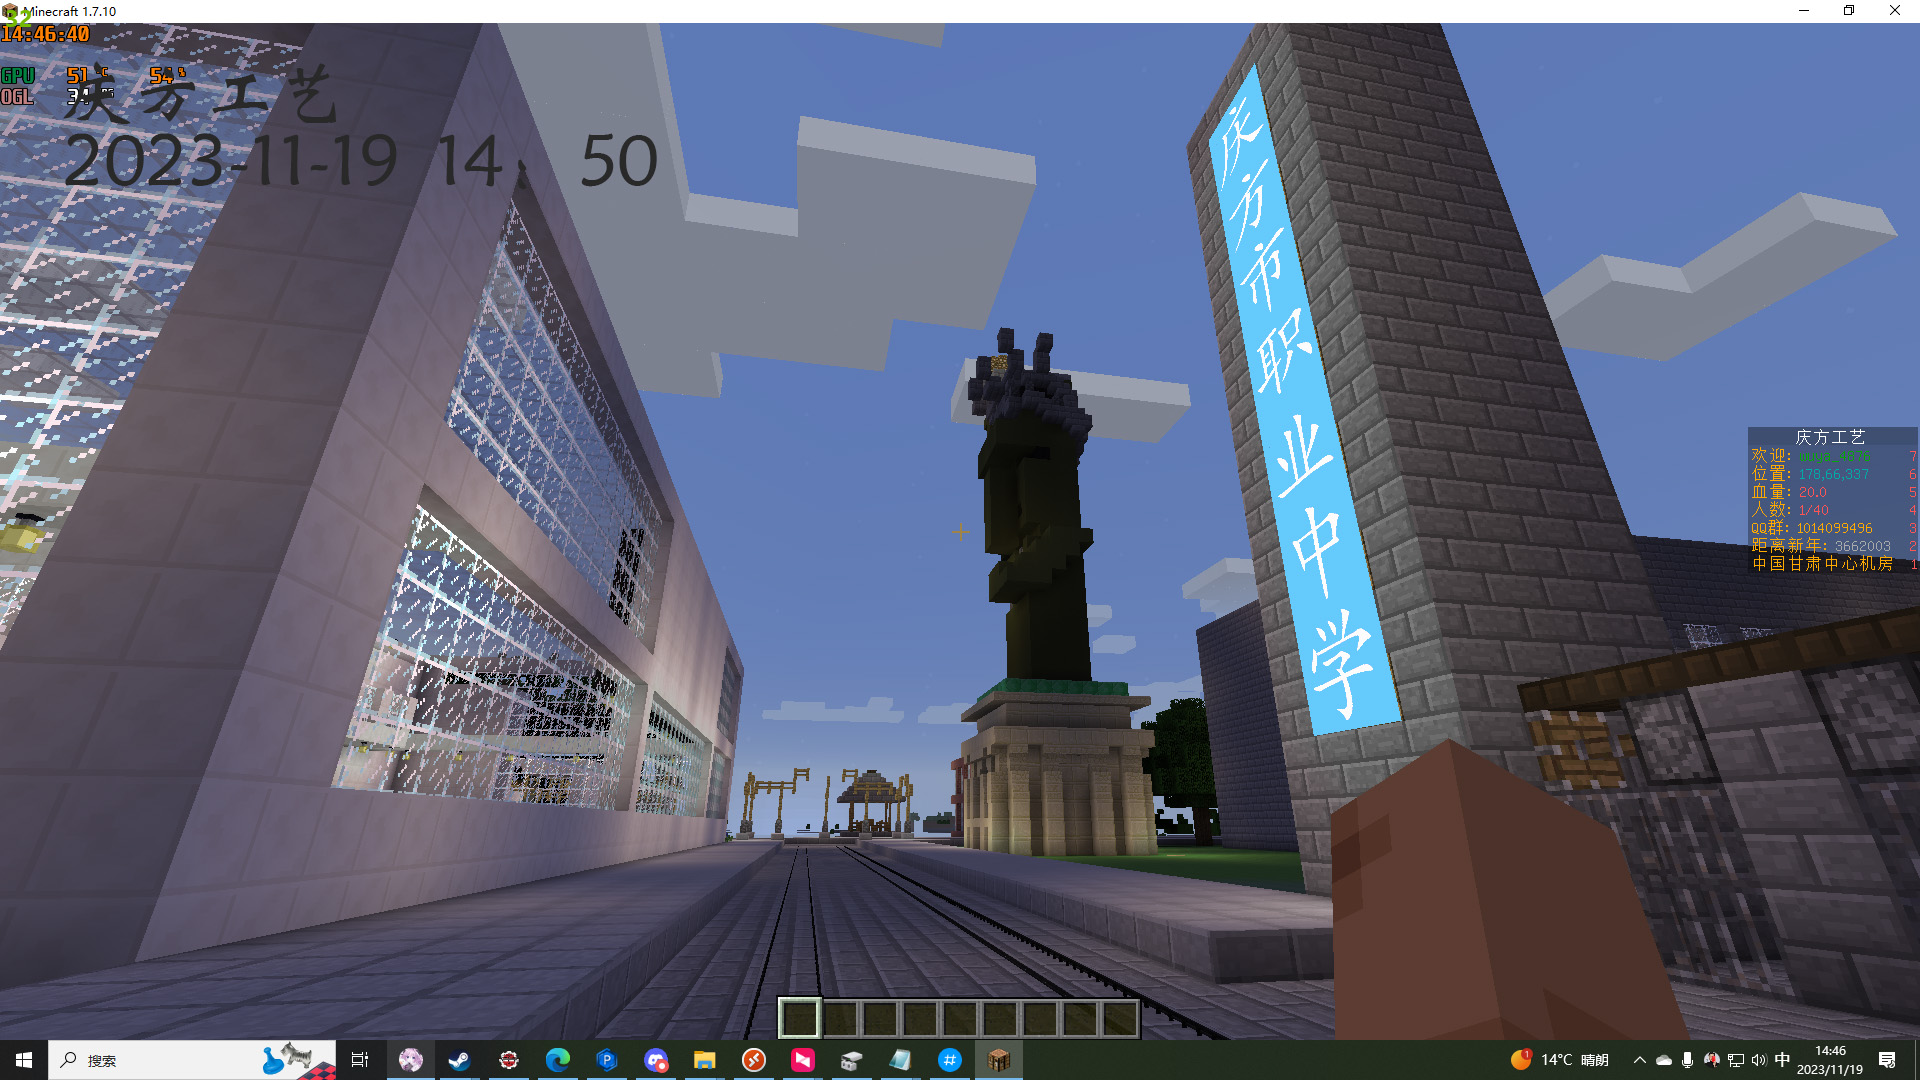 Minecraft 1.7.10
14:46:40
GPU 51 °C 54 %
OGL
庆方工艺
2023-11-19 14：50
庆方市职业中学
庆方工艺
欢迎: 7
位置: 178,66,337 6
血量: 20.0 5
人数: 1/40 4
QQ群: 1014099496 3
距离新年: 3662003 2
中国甘肃中心机房 1
搜索
14°C 晴朗
中
14:46
2023/11/19